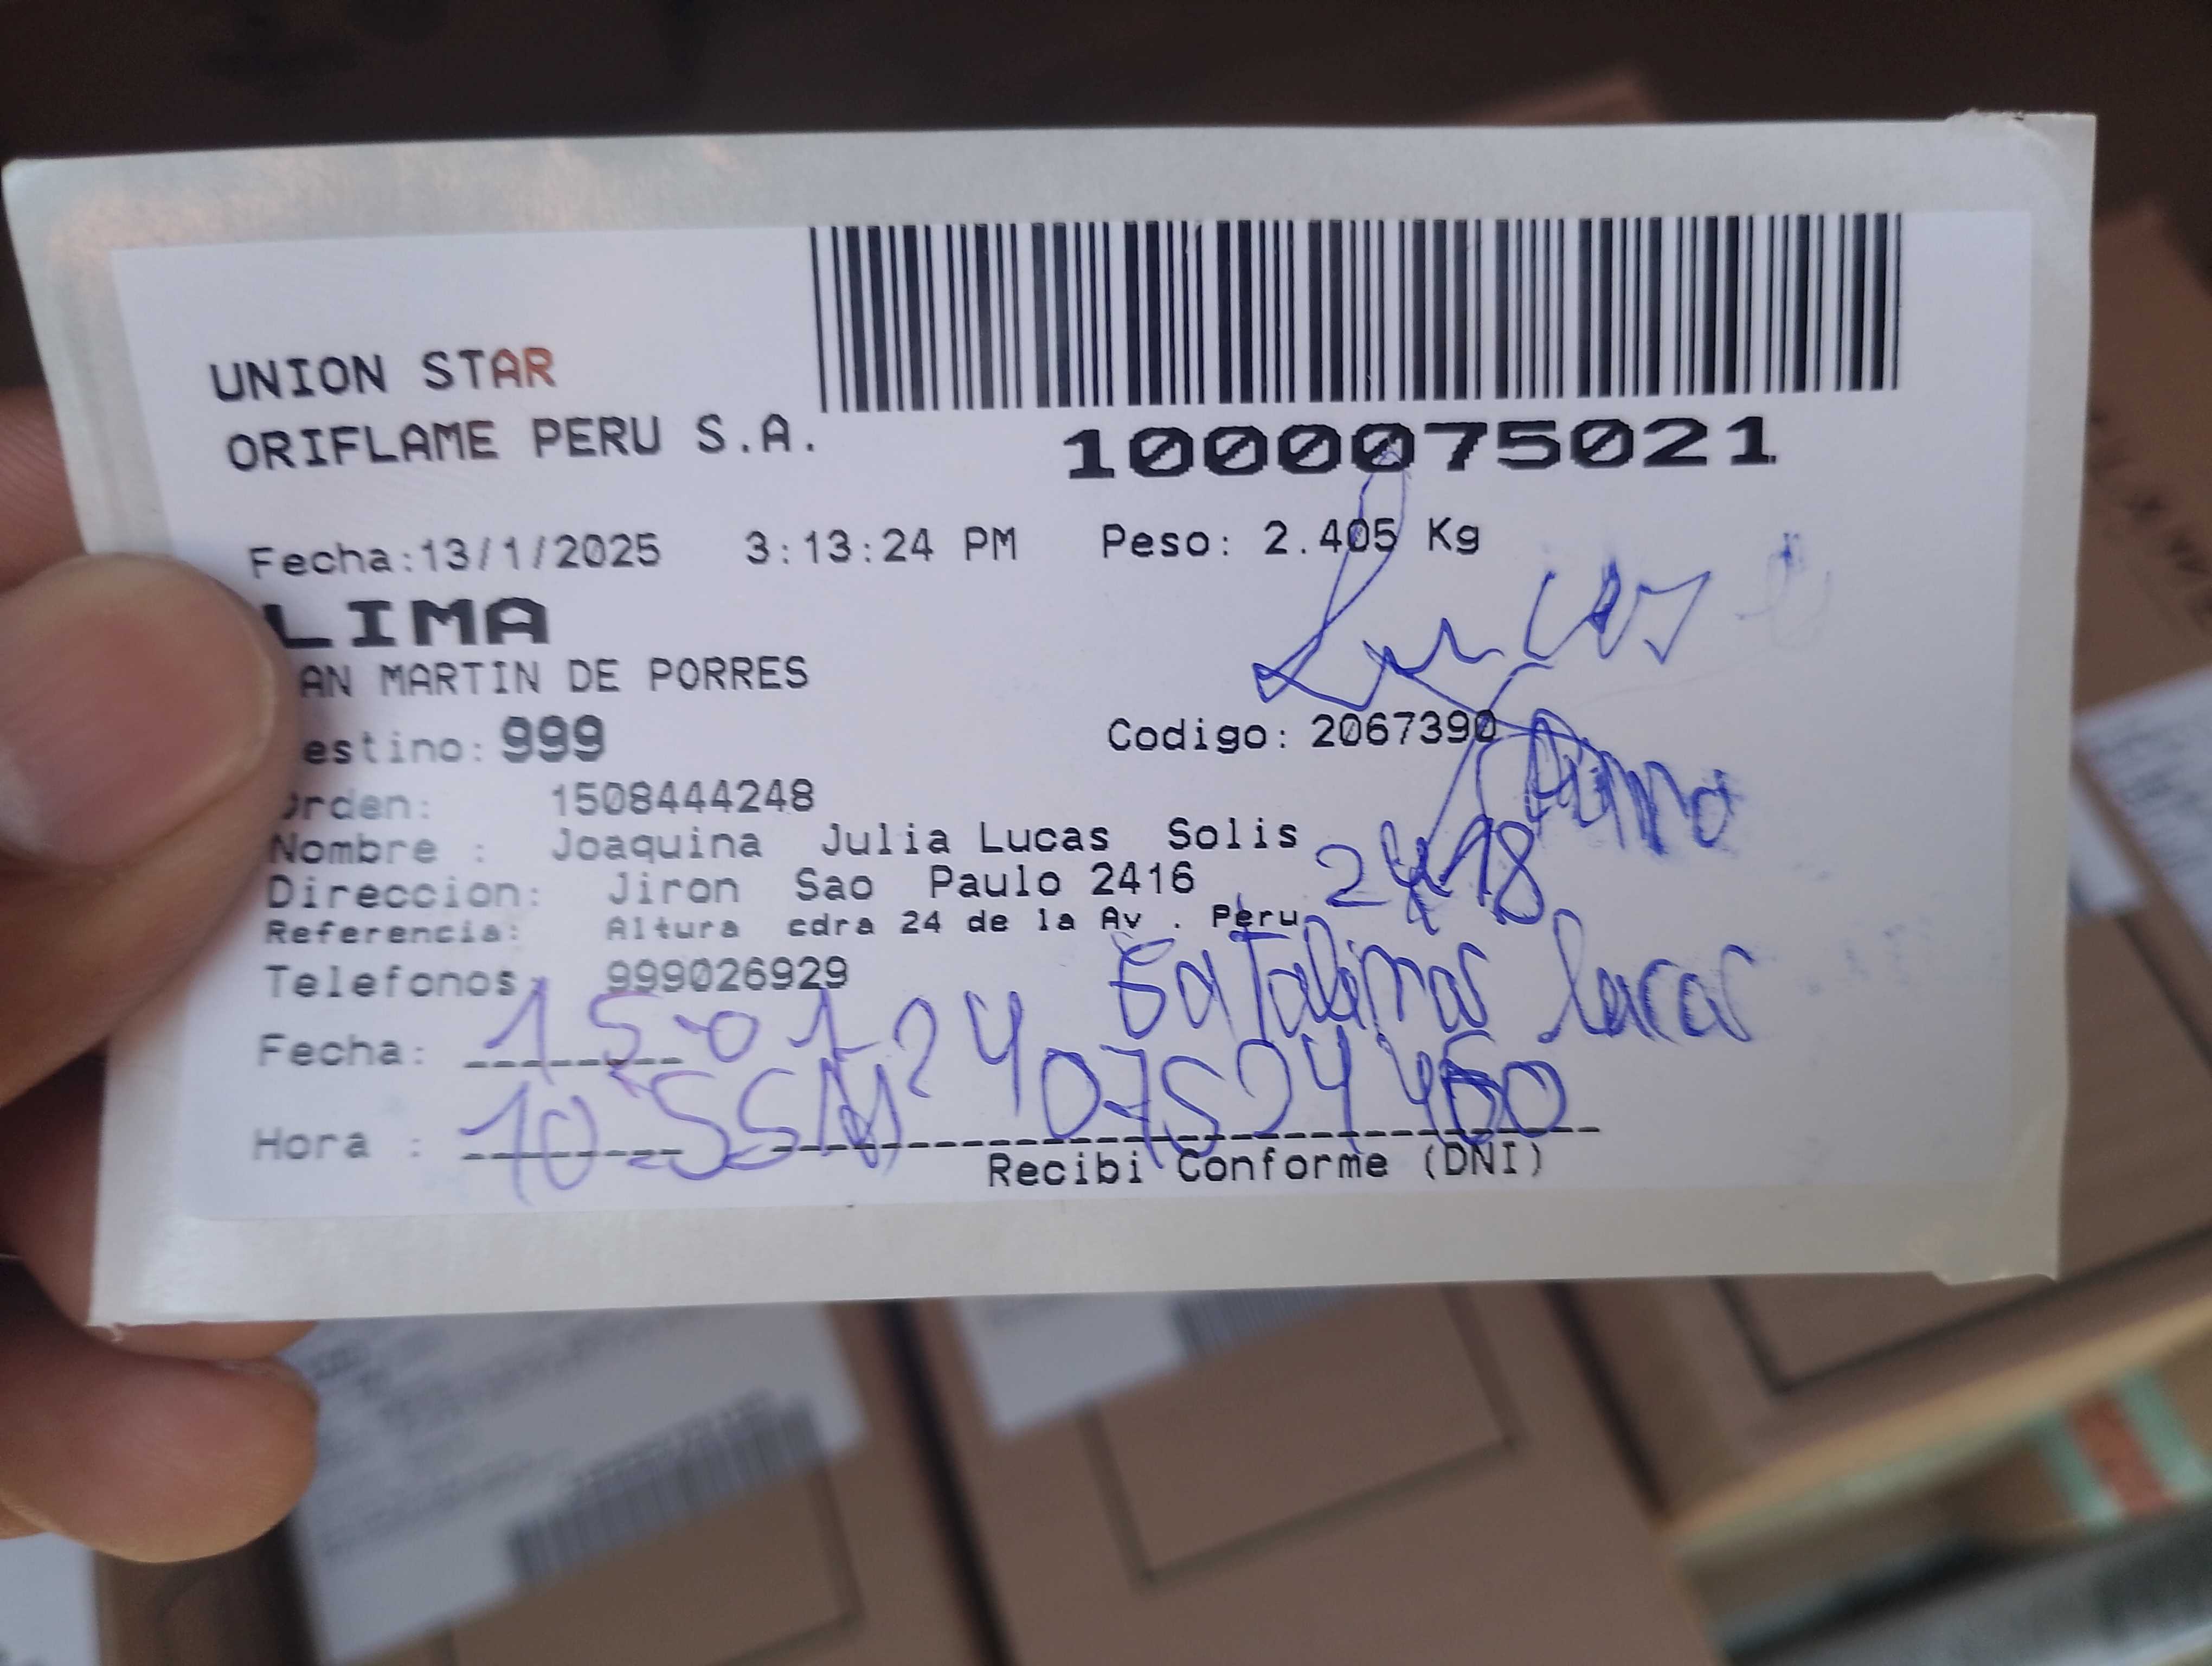 UNION STAR
ORIFLAME PERU S.A.
1000075021
Fecha:13/1/2025 3:13:24 PM Peso: 2.405 Kg
LIMA
AN MARTIN DE PORRES
Lucas
estino: 999 Codigo: 2067390
rden: 1508444248
Nombre : Joaquina Julia Lucas Solis
Direccion: Jiron Sao Paulo 2416
2418
Referencia: Altura cdra 24 de la Av . Peru
Telefonos 999026929
lucas
Fecha: 15-01-24
Hora : 10:55
Recibi Conforme (DNI)